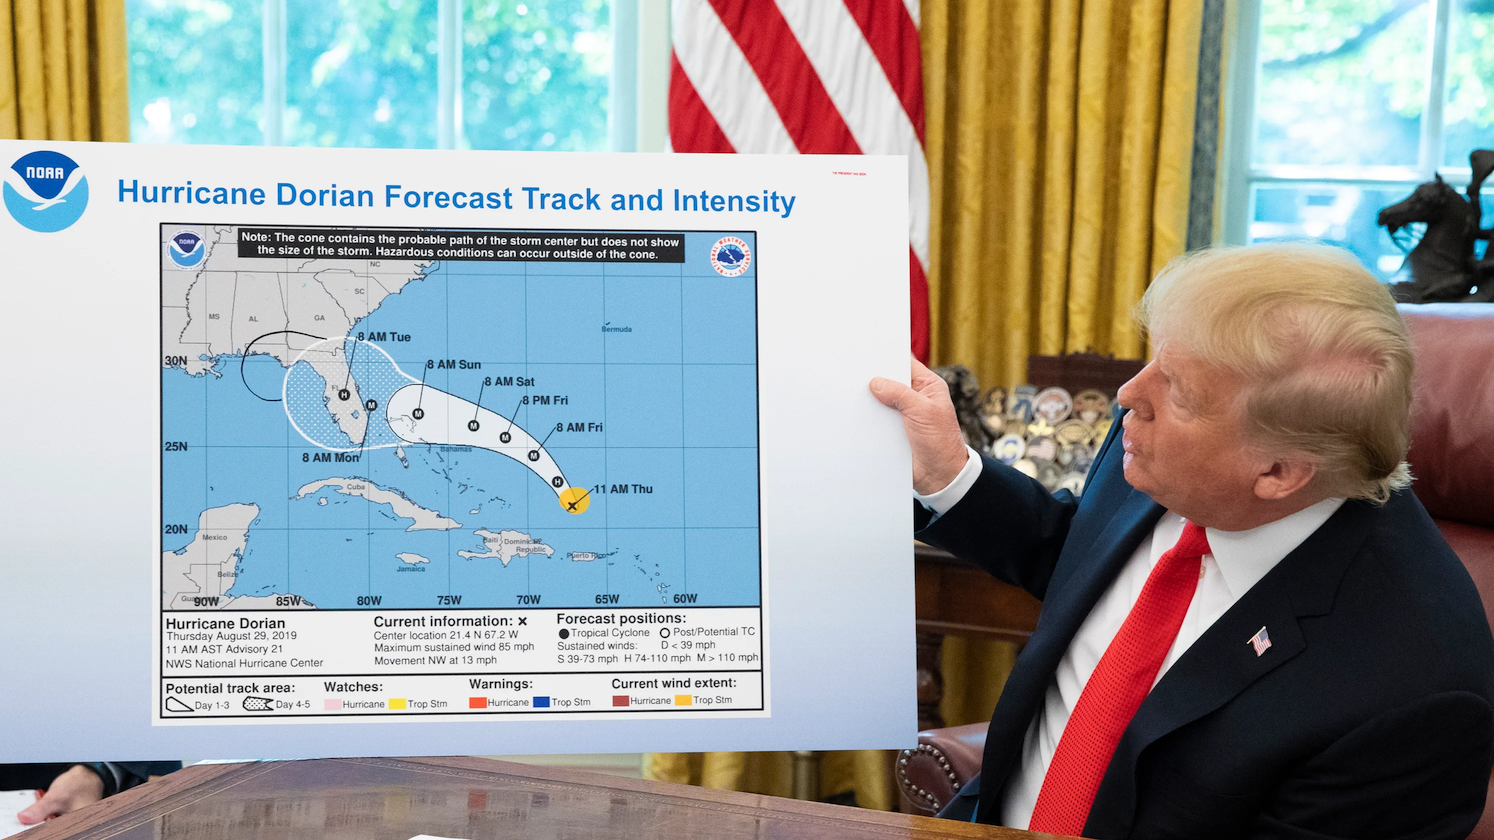 NOAA
Hurricane Dorian Forecast Track and Intensity
NOAA
Note: The cone contains the probable path of the storm center but does not show
the size of the storm. Hazardous conditions can occur outside of the cone.
NC
SC
MS
AL
GA
Bermuda
8 AM Tue
30N
8 AM Sun
8 AM Sat
FL
H
M
M
8 PM Fri
M
M
8 AM Fri
25N
Bahamas
8 AM Mon
M
H
11 AM Thu
Cuba
20N
Mexico
Haiti
Dominican
Republic
Puerto Rico
Jamaica
Belize
90W
85W
80W
75W
70W
65W
60W
Hurricane Dorian
Thursday August 29, 2019
11 AM AST Advisory 21
NWS National Hurricane Center
Current information: x
Center location 21.4 N 67.2 W
Maximum sustained wind 85 mph
Movement NW at 13 mph
Forecast positions:
Tropical Cyclone Post/Potential TC
Sustained winds: D < 39 mph
S 39-73 mph H 74-110 mph M > 110 mph
Potential track area:
Day 1-3 Day 4-5
Watches:
Hurricane Trop Stm
Warnings:
Hurricane Trop Stm
Current wind extent:
Hurricane Trop Stm